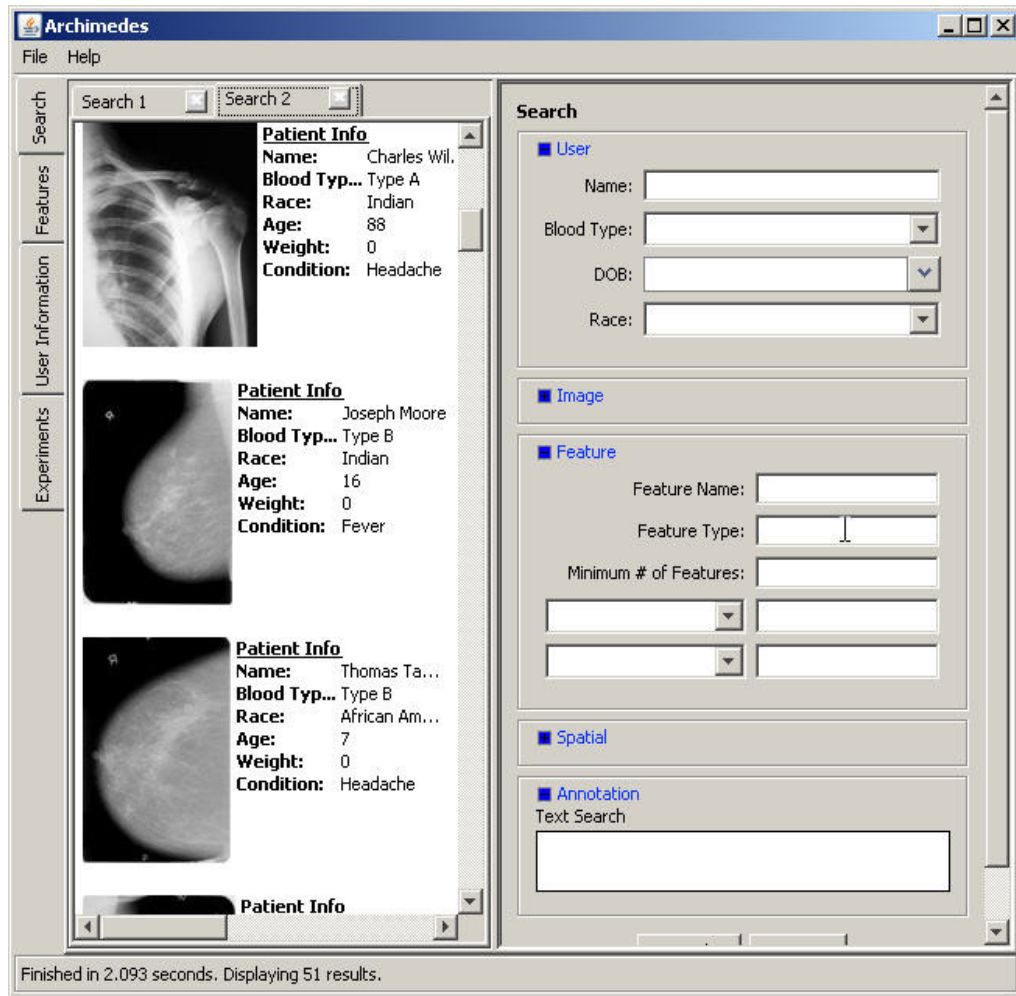 Archimedes
File Help
Search
Features
User Information
Experiments
Search 1
Search 2
Patient Info
Name: Charles Wil.
Blood Typ... Type A
Race: Indian
Age: 88
Weight: 0
Condition: Headache
Patient Info
Name: Joseph Moore
Blood Typ... Type B
Race: Indian
Age: 16
Weight: 0
Condition: Fever
Patient Info
Name: Thomas Ta...
Blood Typ... Type B
Race: African Am...
Age: 7
Weight: 0
Condition: Headache
Patient Info
Search
User
Name:
Blood Type:
DOB:
Race:
Image
Feature
Feature Name:
Feature Type:
Minimum # of Features:
Spatial
Annotation
Text Search
Finished in 2.093 seconds. Displaying 51 results.